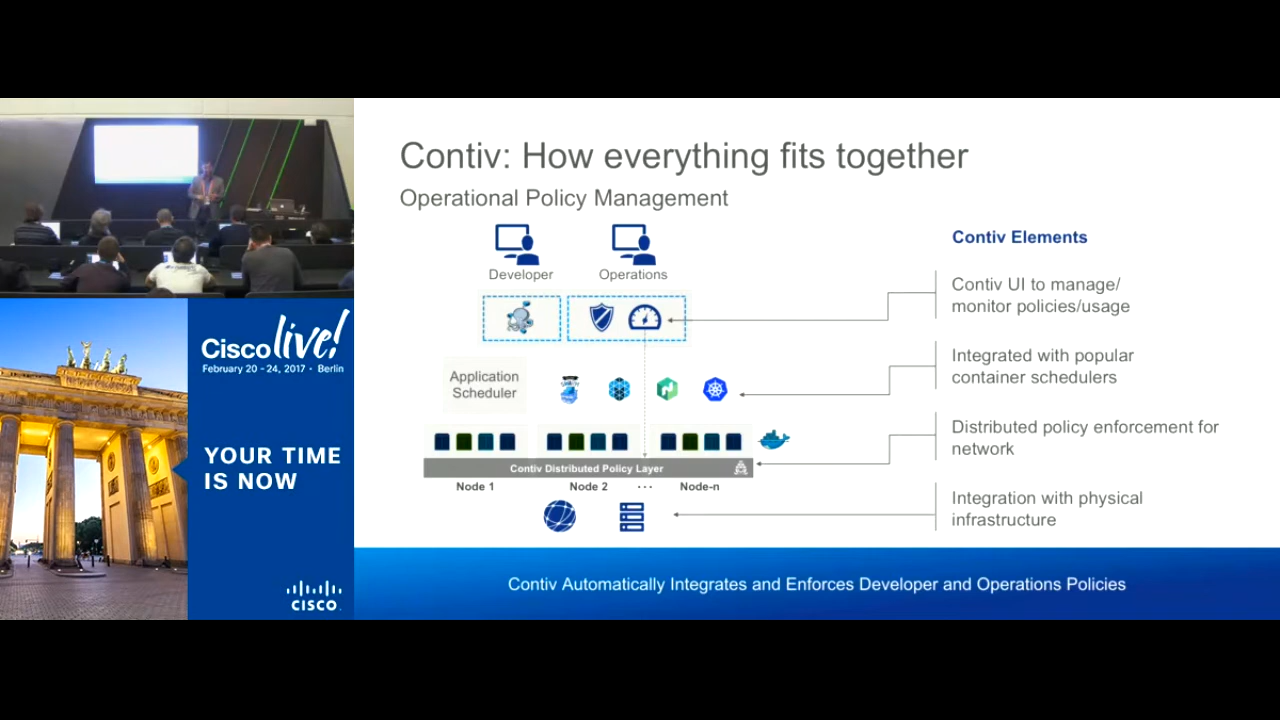 Contiv: How everything fits together
Operational Policy Management
Developer
Operations
Contiv Elements
Contiv UI to manage/
monitor policies/usage
Integrated with popular
container schedulers
Application
Scheduler
Distributed policy enforcement for
network
Contiv Distributed Policy Layer
Node 1
Node 2
...
Node-n
Integration with physical
infrastructure
Contiv Automatically Integrates and Enforces Developer and Operations Policies
Cisco live!
February 20 - 24, 2017 • Berlin
YOUR TIME
IS NOW
CISCO